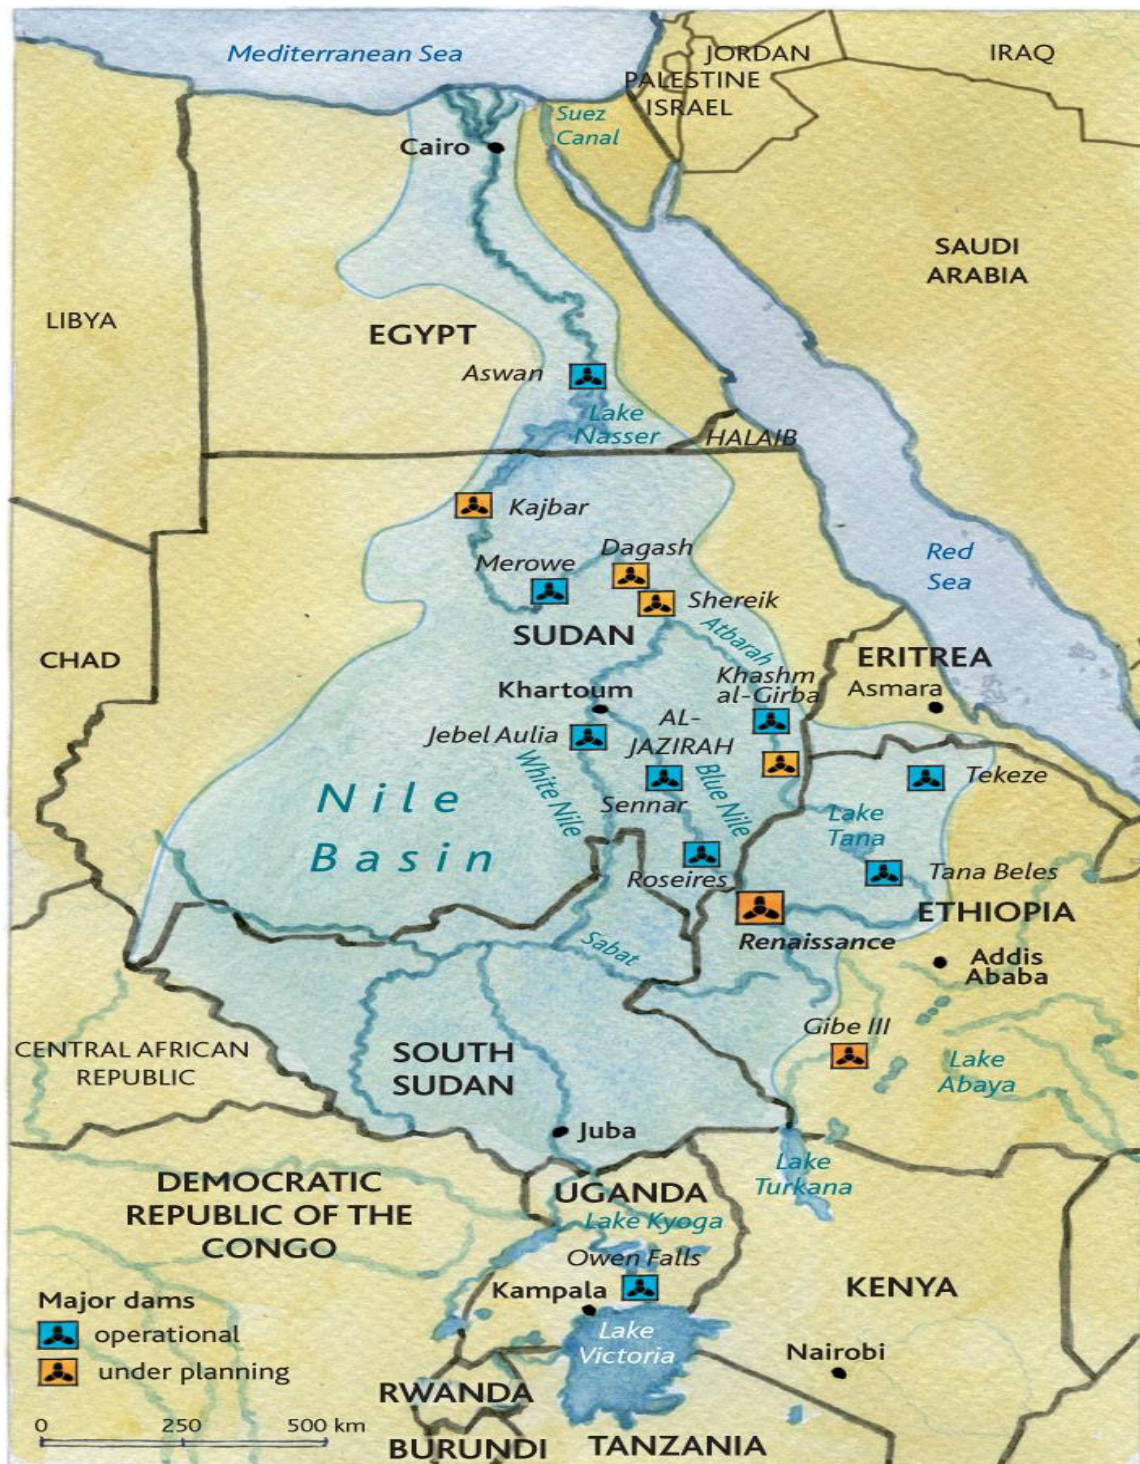 Mediterranean Sea
JORDAN
IRAQ
PALESTINE
ISRAEL
Suez
Canal
Cairo
SAUDI
ARABIA
LIBYA
EGYPT
Aswan
Lake
Nasser
HALAIB
Kajbar
Red
Sea
Merowe
Dagash
Shereik
SUDAN
Atbarah
CHAD
ERITREA
Asmara
Khashm
al-Girba
Khartoum
Jebel Aulia
AL-
JAZIRAH
White Nile
Blue Nile
Sennar
Tekeze
Nile
Basin
Lake
Tana
Roseires
Tana Beles
ETHIOPIA
Renaissance
Sabat
Addis
Ababa
Gibe III
CENTRAL AFRICAN
REPUBLIC
SOUTH
SUDAN
Lake
Abaya
Juba
Lake
Turkana
DEMOCRATIC
REPUBLIC OF THE
CONGO
UGANDA
Lake Kyoga
Owen Falls
Kampala
KENYA
Major dams
operational
under planning
Lake
Victoria
Nairobi
RWANDA
0 250 500 km
BURUNDI
TANZANIA